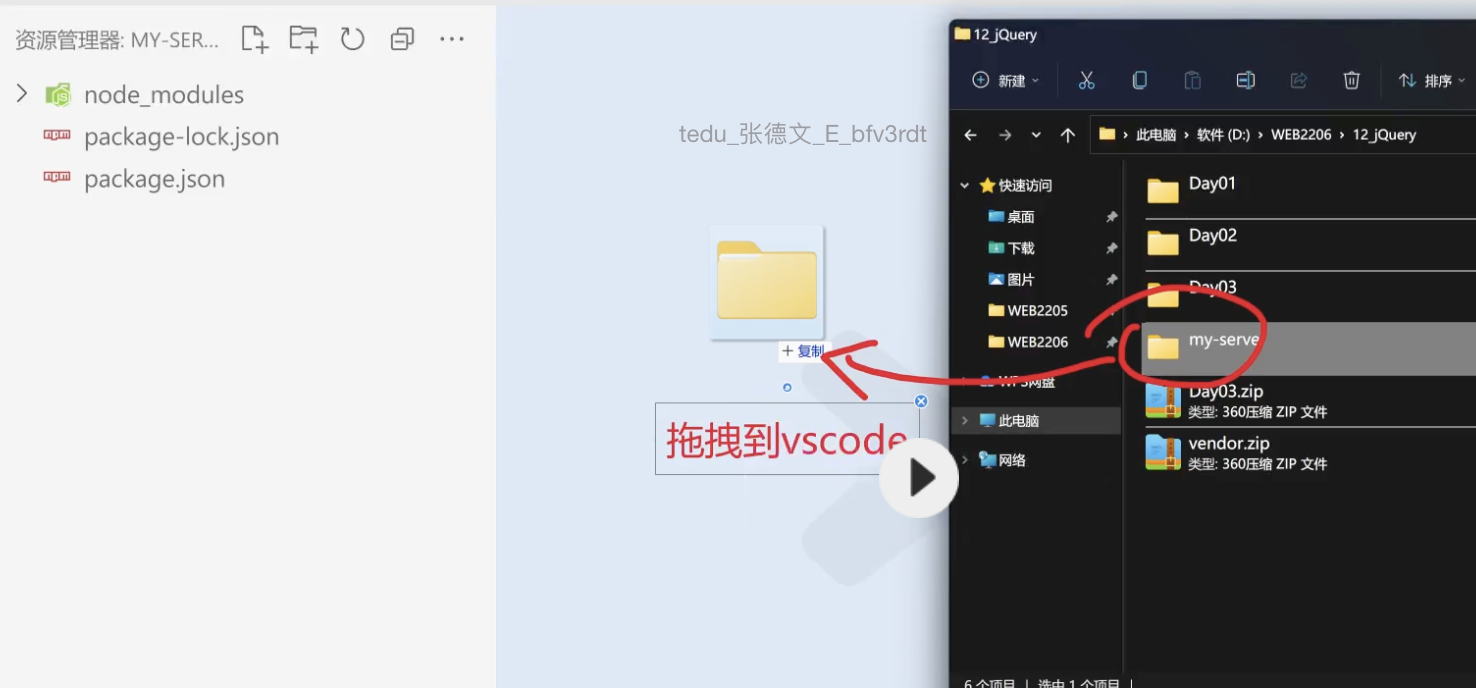 资源管理器: MY-SER...
node_modules
package-lock.json
package.json
tedu_张德文_E_bfv3rdt
+ 复制
拖拽到vscode
12_jQuery
新建
排序
此电脑 › 软件 (D:) › WEB2206 › 12_jQuery
快速访问
桌面
下载
图片
WEB2205
WEB2206
WPS网盘
此电脑
网络
Day01
Day02
Day03
my-serve
Day03.zip
类型: 360压缩 ZIP 文件
vendor.zip
类型: 360压缩 ZIP 文件
6 个项目 | 选中 1 个项目 |